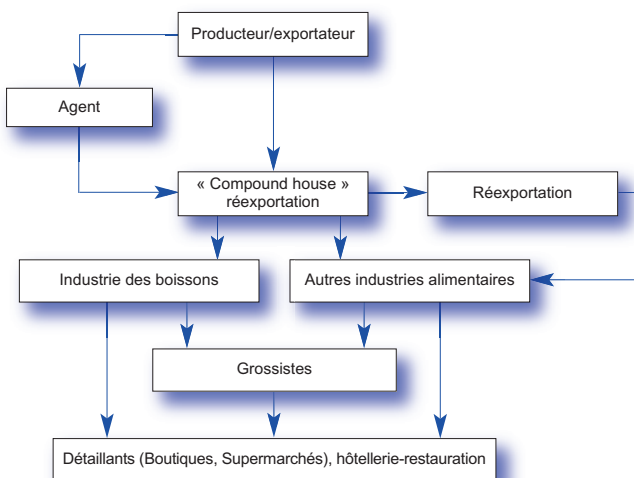 Producteur/exportateur
Agent
« Compound house »
réexportation
Réexportation
Industrie des boissons
Autres industries alimentaires
Grossistes
Détaillants (Boutiques, Supermarchés), hôtellerie-restauration